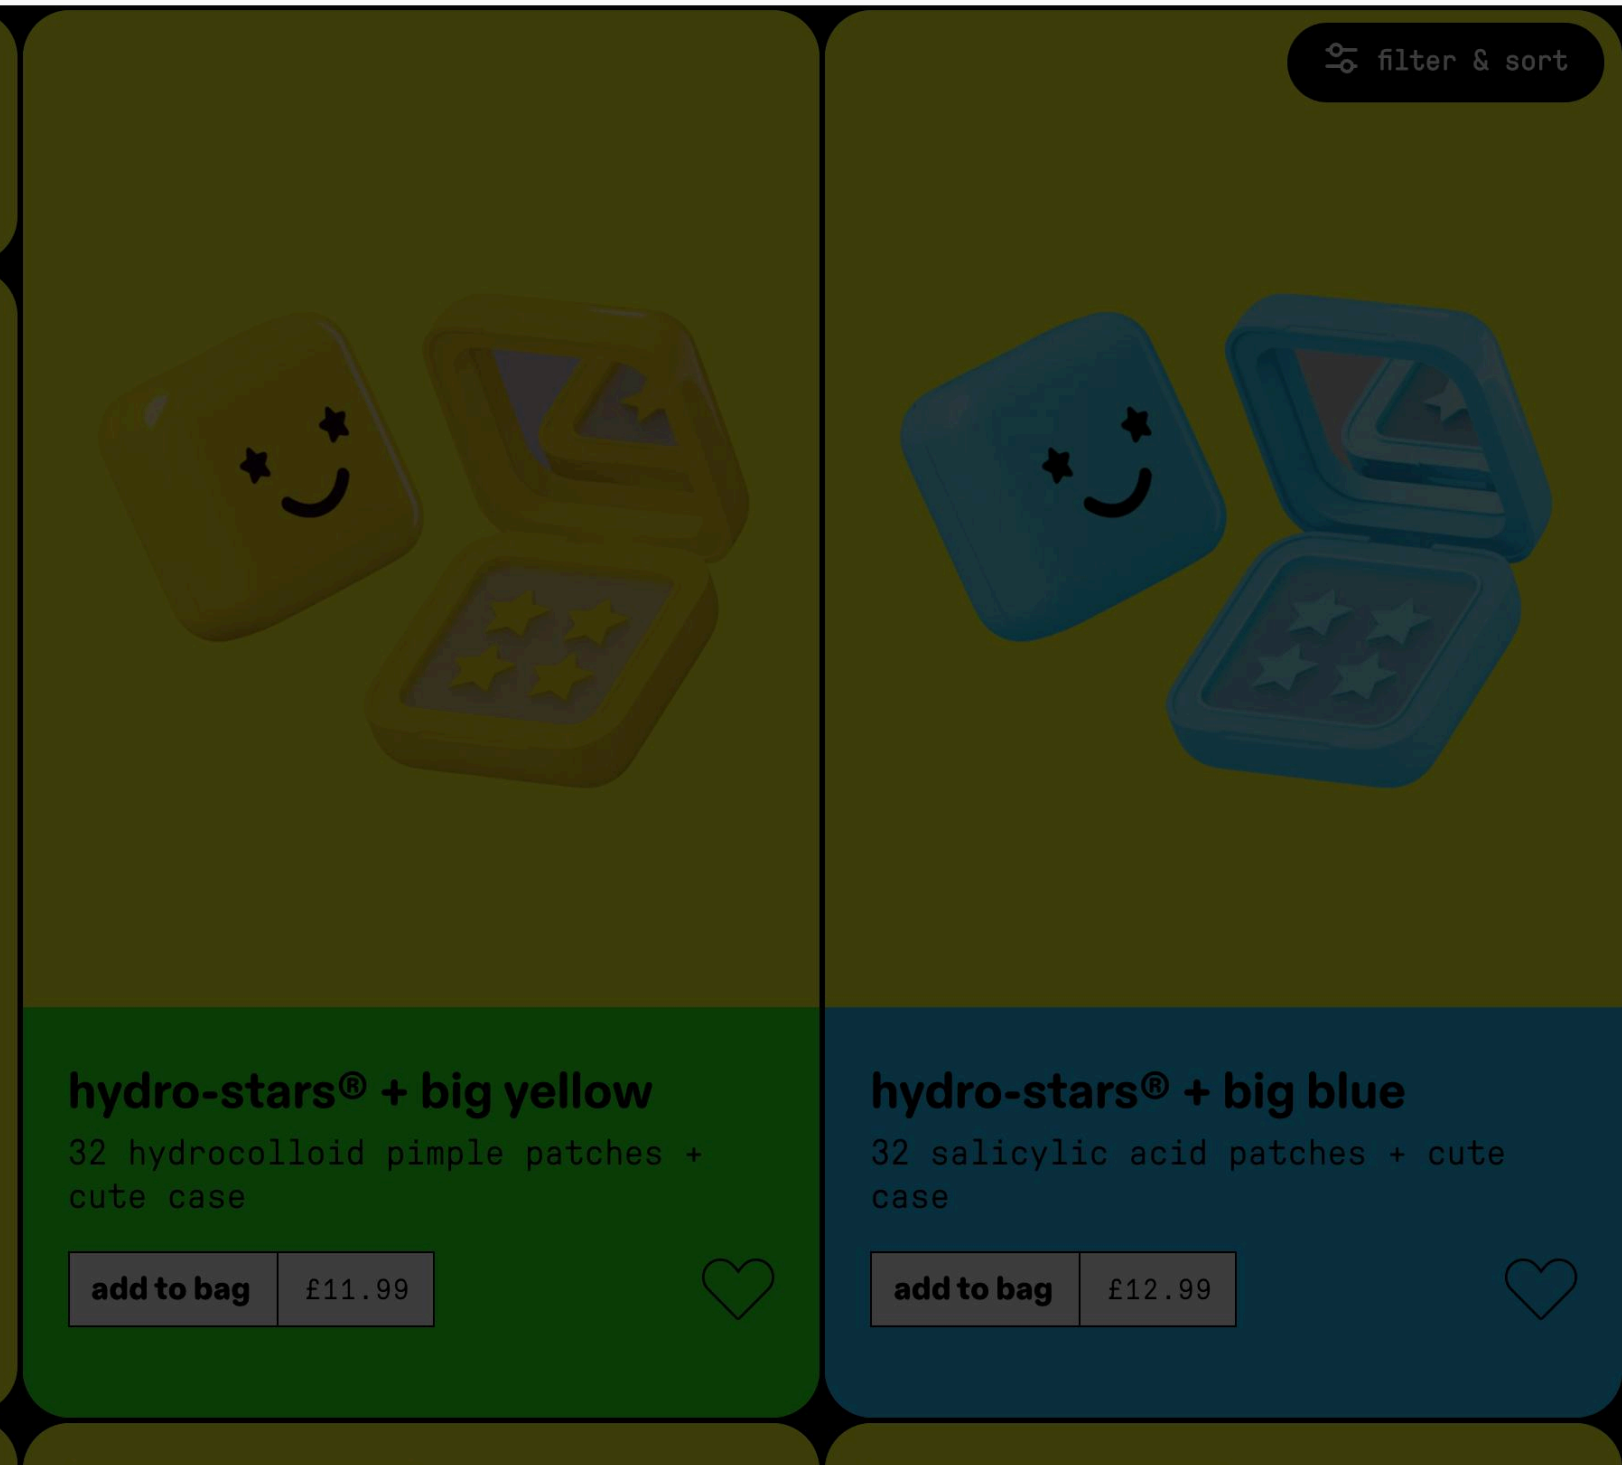 filter & sort
hydro-stars® + big yellow
32 hydrocolloid pimple patches +
cute case
add to bag £11.99
hydro-stars® + big blue
32 salicylic acid patches + cute
case
add to bag £12.99